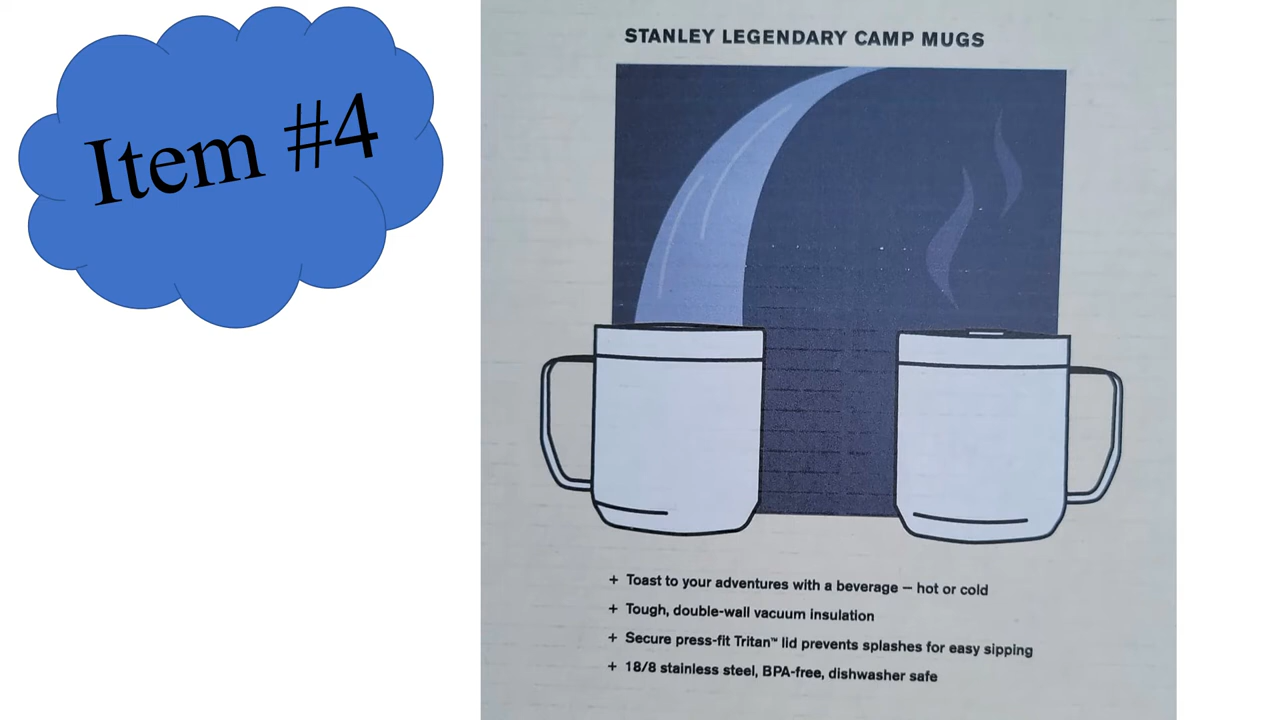 Item #4
STANLEY LEGENDARY CAMP MUGS
+ Toast to your adventures with a beverage – hot or cold
+ Tough, double-wall vacuum insulation
+ Secure press-fit Tritan™ lid prevents splashes for easy sipping
+ 18/8 stainless steel, BPA-free, dishwasher safe